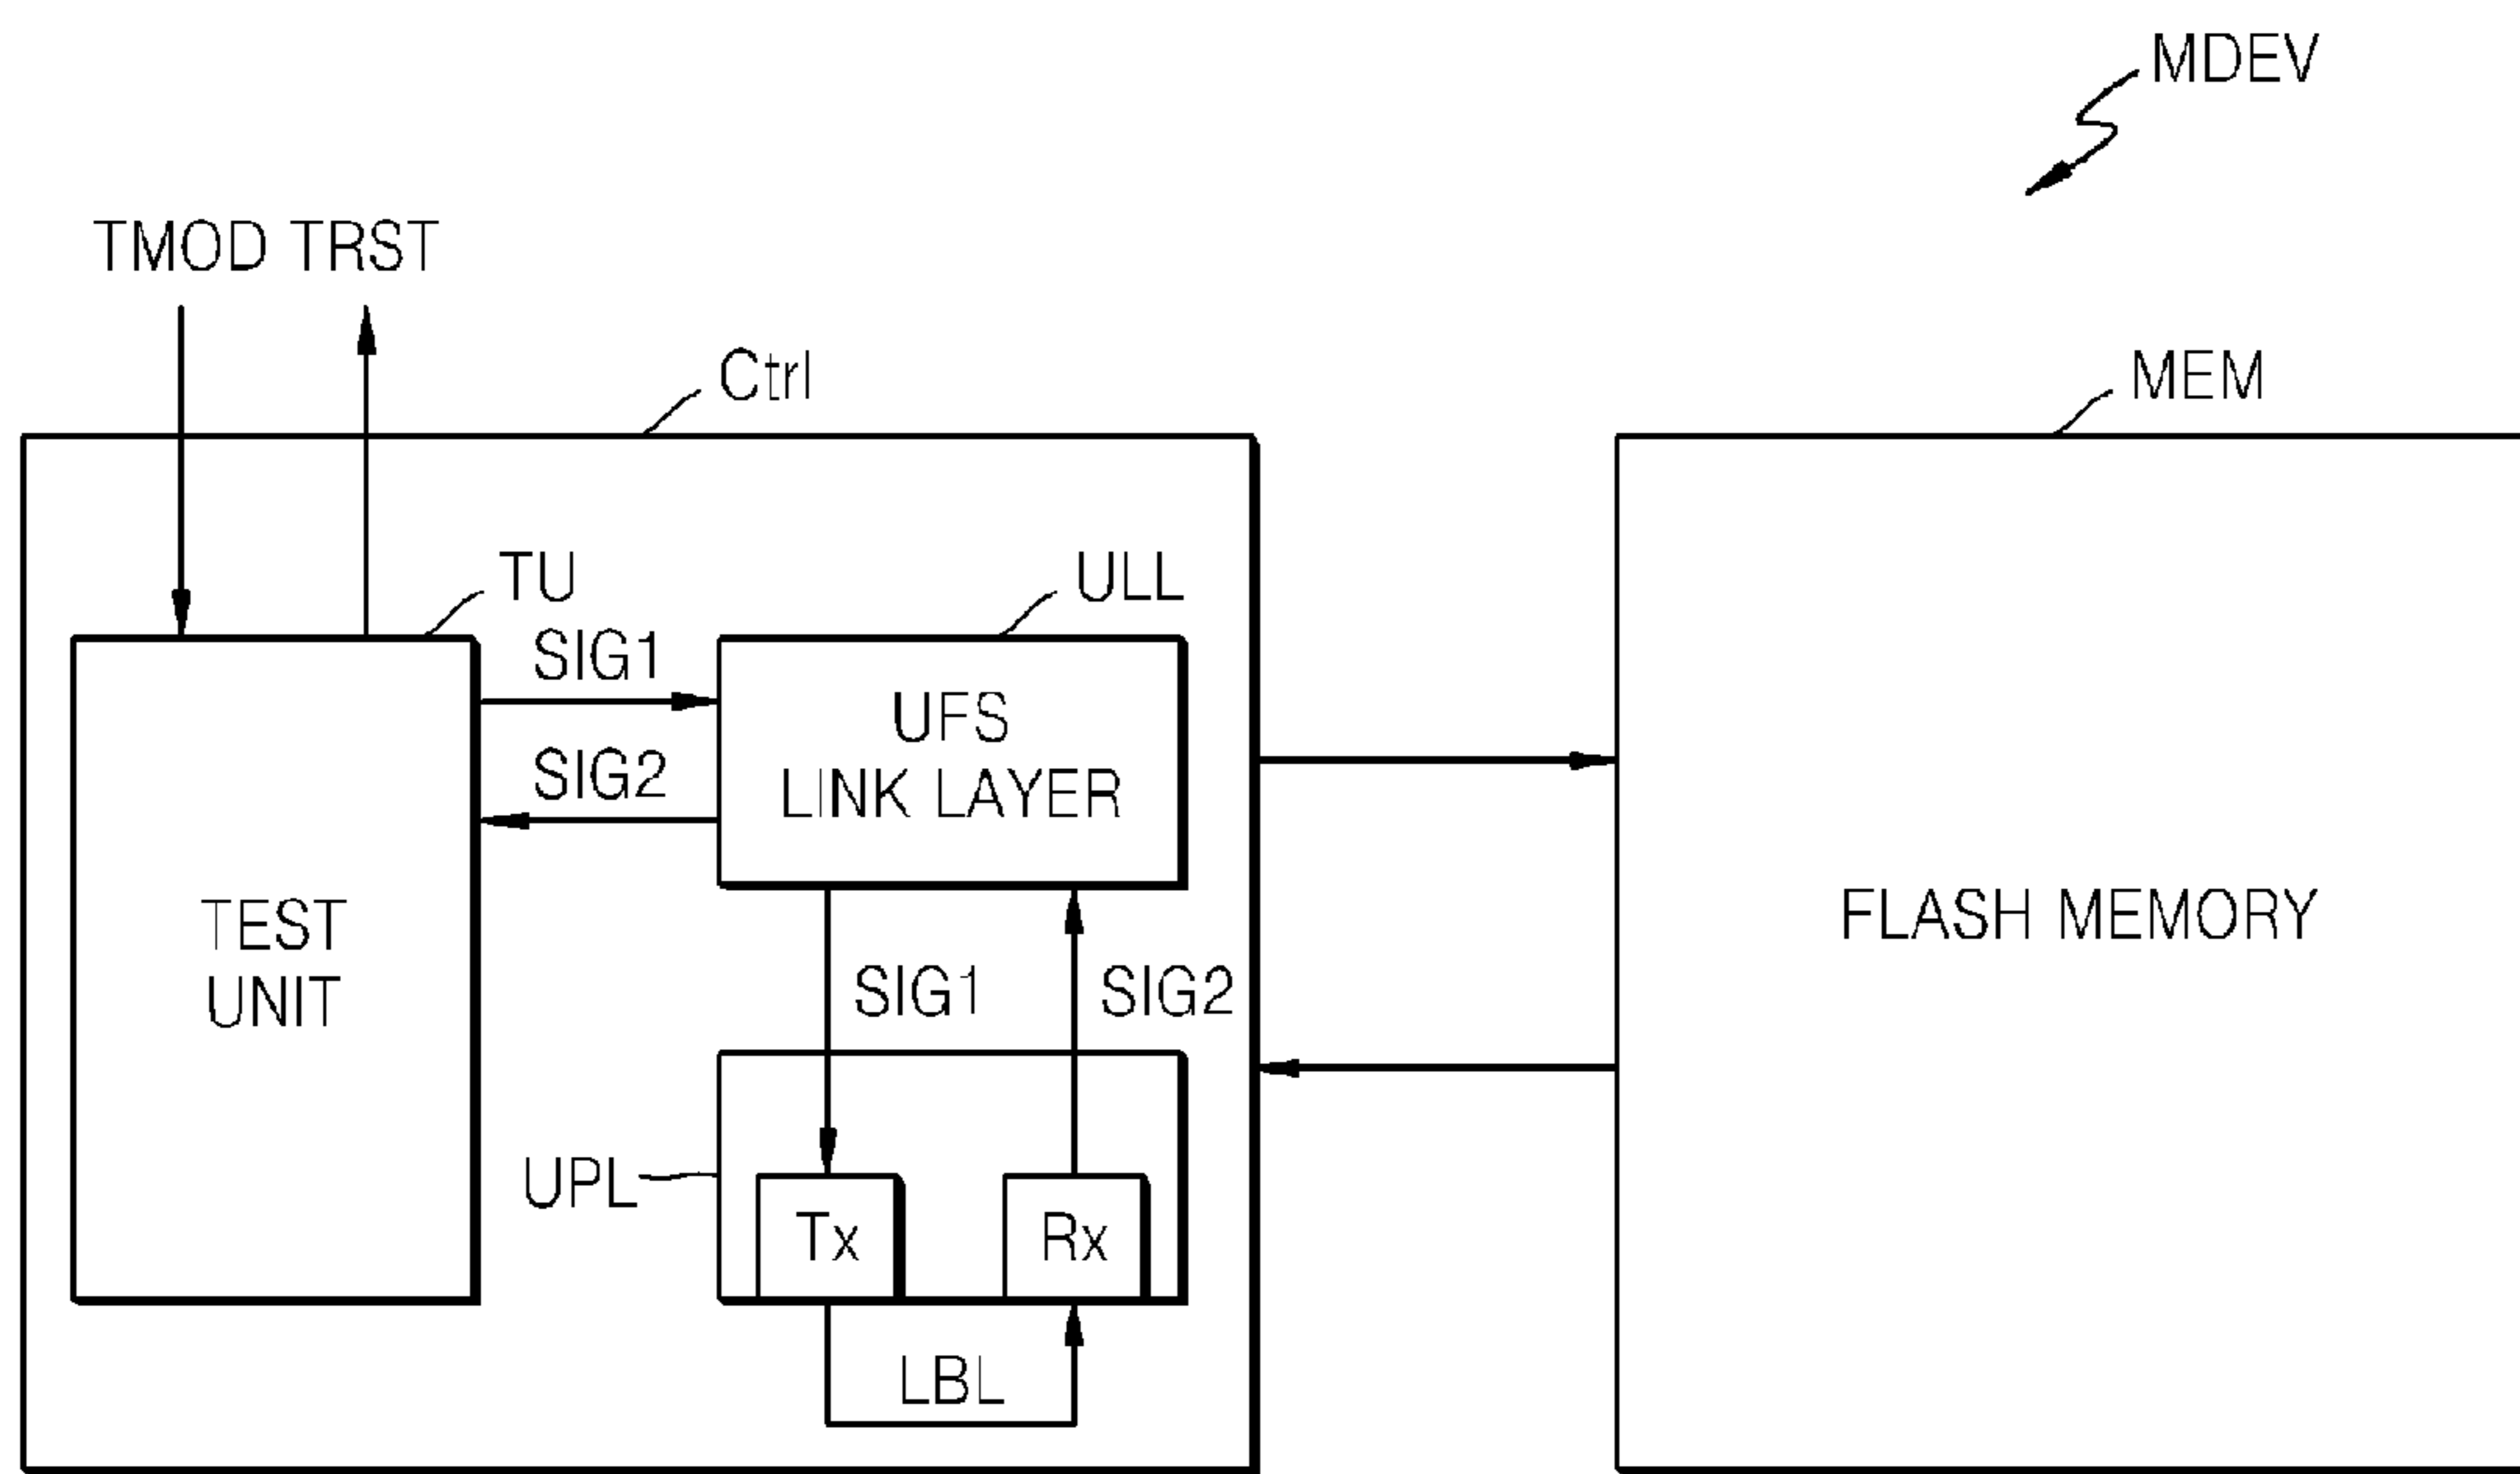 MDEV
TMOD TRST
Ctrl
MEM
TU
ULL
SIG1
UFS
LINK LAYER
SIG2
TEST
UNIT
FLASH MEMORY
SIG1
SIG2
UPL
Tx
Rx
LBL